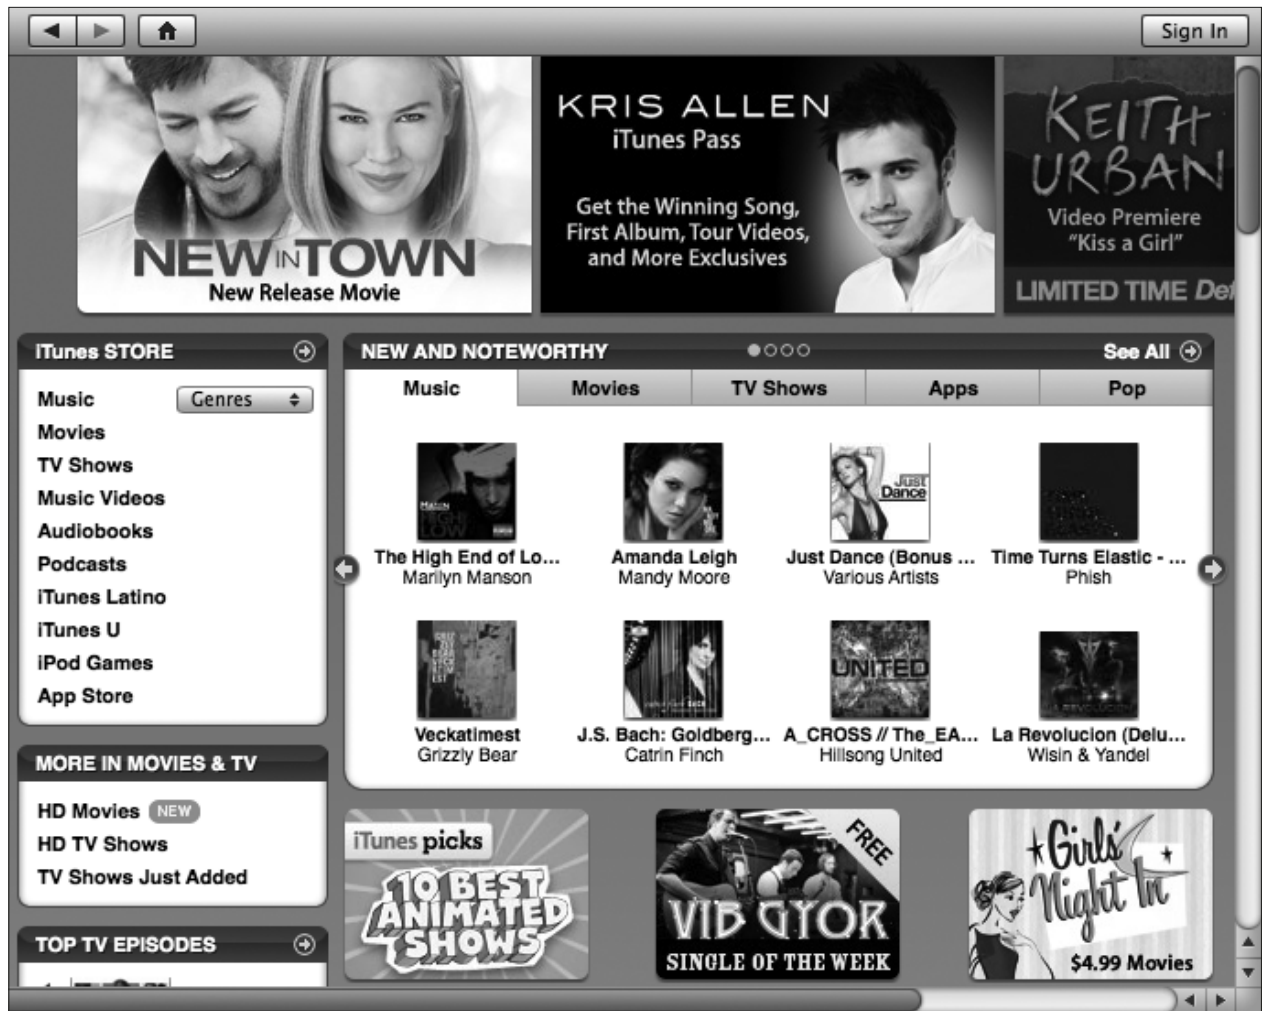 Sign In
NEW IN TOWN
New Release Movie
KRIS ALLEN
iTunes Pass
Get the Winning Song,
First Album, Tour Videos,
and More Exclusives
KEITH
URBAN
Video Premiere
“Kiss a Girl”
LIMITED TIME
iTunes STORE
Music
Genres
Movies
TV Shows
Music Videos
Audiobooks
Podcasts
iTunes Latino
iTunes U
iPod Games
App Store
MORE IN MOVIES & TV
HD Movies NEW
HD TV Shows
TV Shows Just Added
TOP TV EPISODES
NEW AND NOTEWORTHY
See All
Music
Movies
TV Shows
Apps
Pop
Just
Dance
The High End of Lo...
Marilyn Manson
Amanda Leigh
Mandy Moore
Just Dance (Bonus ...
Various Artists
Time Turns Elastic - ...
Phish
UNITED
Veckatimest
Grizzly Bear
J.S. Bach: Goldberg...
Catrin Finch
A_CROSS // The_EA...
Hillsong United
La Revolucion (Delu...
Wisin & Yandel
iTunes picks
10 BEST
ANIMATED
SHOWS
FREE
VIB GYOR
SINGLE OF THE WEEK
Girls'
Night In
$4.99 Movies